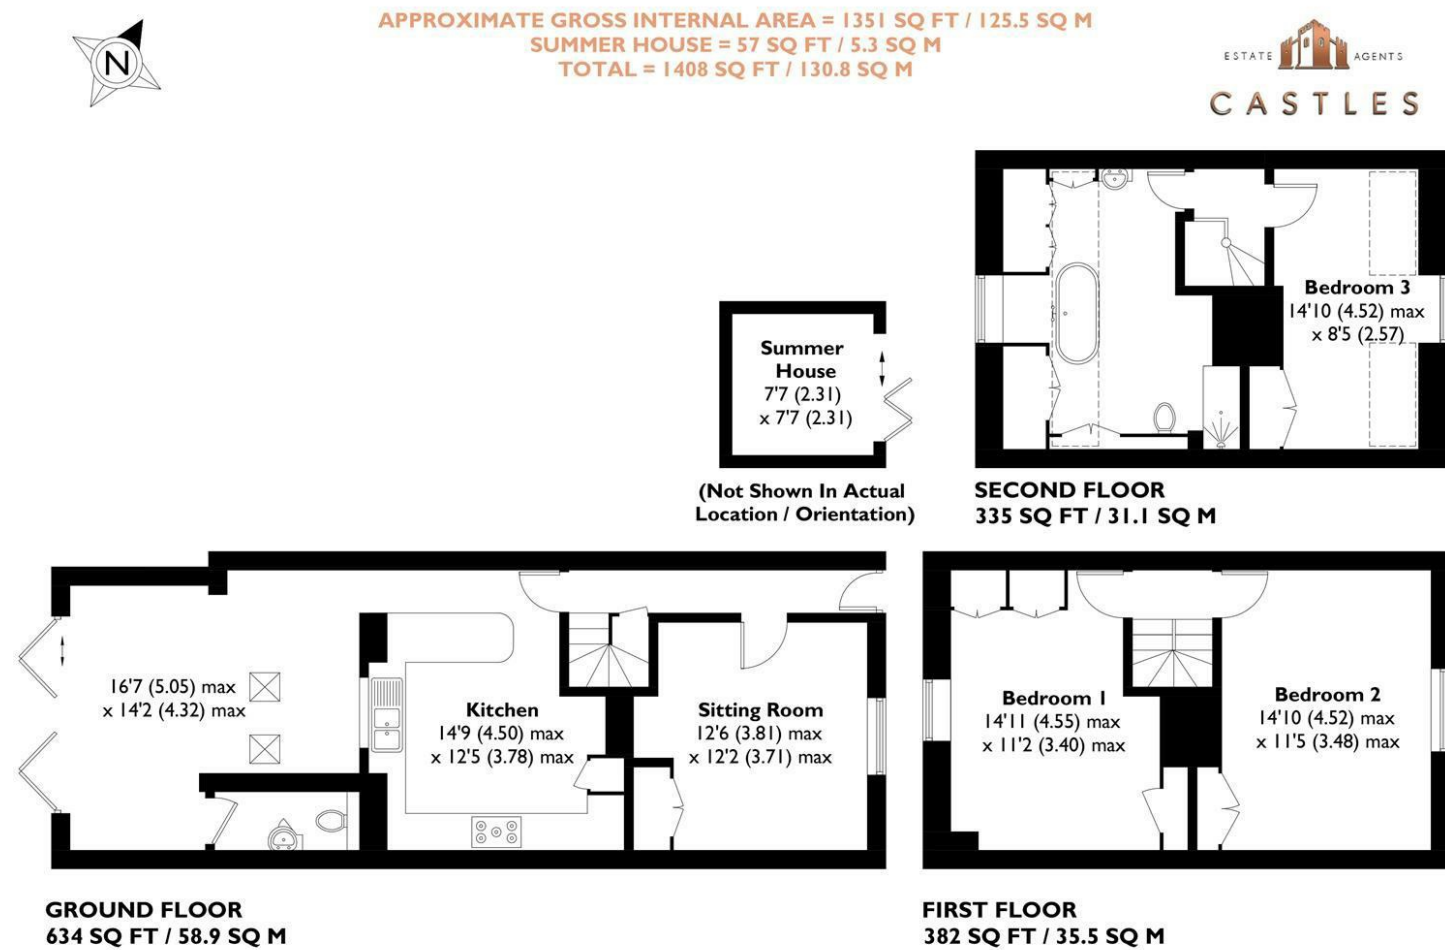 APPROXIMATE GROSS INTERNAL AREA = 1351 SQ FT / 125.5 SQ M
SUMMER HOUSE = 57 SQ FT / 5.3 SQ M
TOTAL = 1408 SQ FT / 130.8 SQ M
N
ESTATE AGENTS
CASTLES
Bedroom 3
14'10 (4.52) max
x 8'5 (2.57)
Summer
House
7'7 (2.31)
x 7'7 (2.31)
(Not Shown In Actual
Location / Orientation)
SECOND FLOOR
335 SQ FT / 31.1 SQ M
16'7 (5.05) max
x 14'2 (4.32) max
Kitchen
14'9 (4.50) max
x 12'5 (3.78) max
Sitting Room
12'6 (3.81) max
x 12'2 (3.71) max
Bedroom 1
14'11 (4.55) max
x 11'2 (3.40) max
Bedroom 2
14'10 (4.52) max
x 11'5 (3.48) max
GROUND FLOOR
634 SQ FT / 58.9 SQ M
FIRST FLOOR
382 SQ FT / 35.5 SQ M